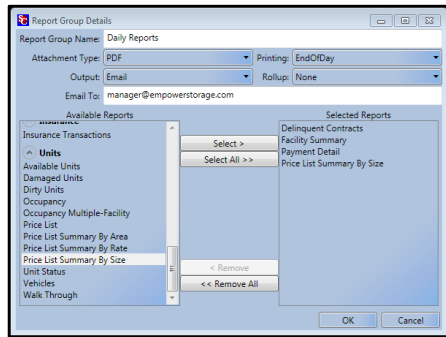 Report Group Details
Report Group Name: Daily Reports
Attachment Type: PDF Printing: EndOfDay
Output: Email Rollup: None
Email To: manager@empowerstorage.com
Available Reports
Insurance
Insurance Transactions
Units
Available Units
Damaged Units
Dirty Units
Occupancy
Occupancy Multiple-Facility
Price List
Price List Summary By Area
Price List Summary By Rate
Price List Summary By Size
Unit Status
Vehicles
Walk Through
Select >
Select All >>
< Remove
<< Remove All
Selected Reports
Delinquent Contracts
Facility Summary
Payment Detail
Price List Summary By Size
OK Cancel